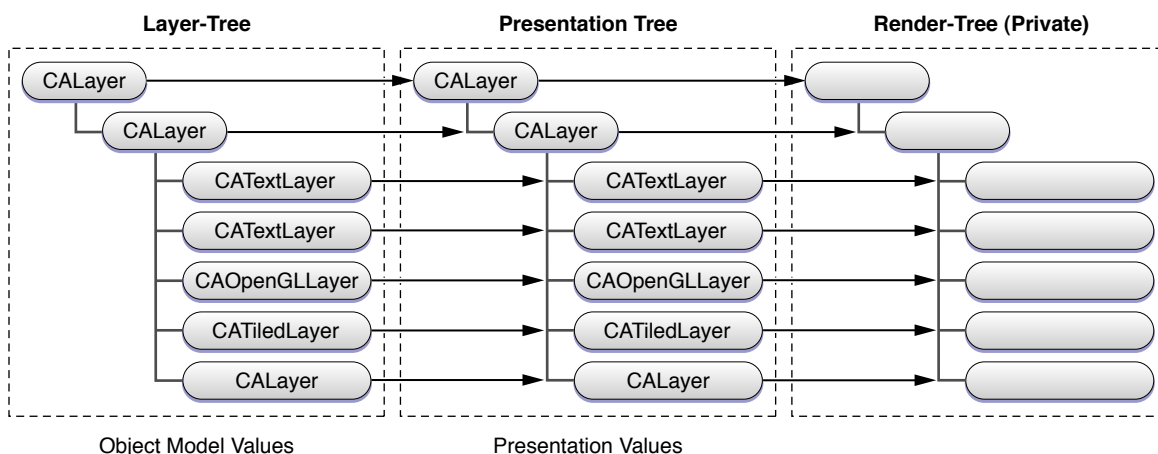 Layer-Tree
Presentation Tree
Render-Tree (Private)
CALayer
CALayer
CATextLayer
CATextLayer
CAOpenGLLayer
CATiledLayer
CALayer
CALayer
CALayer
CATextLayer
CATextLayer
CAOpenGLLayer
CATiledLayer
CALayer
Object Model Values
Presentation Values